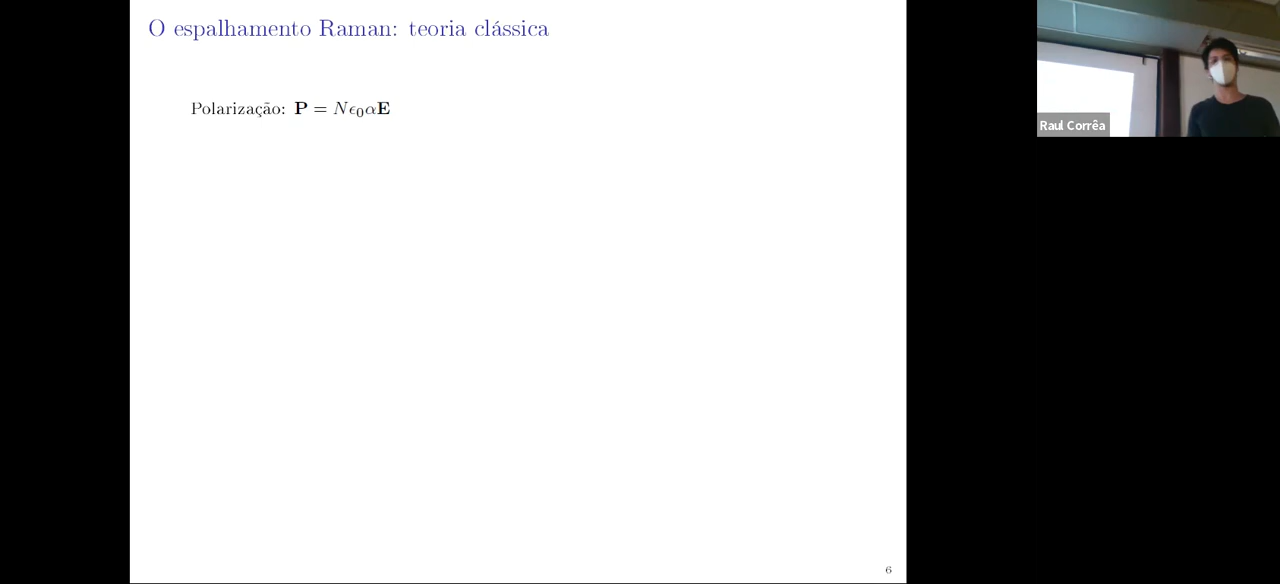 O espalhamento Raman: teoria clássica
Polarização: P = Nϵ₀αE
6
Raul Corrêa